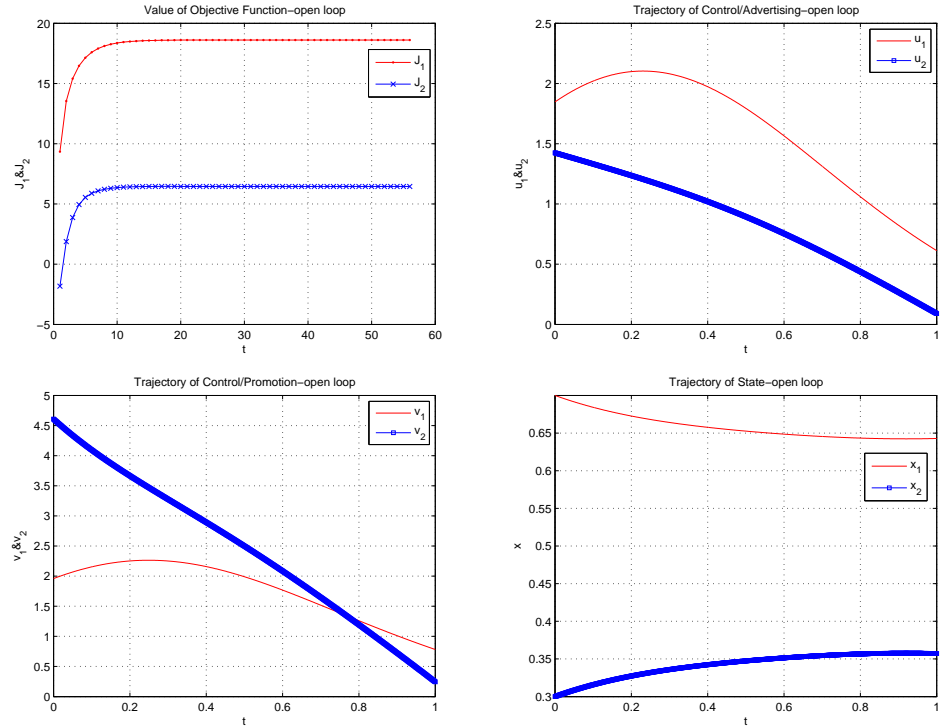 Value of Objective Function−open loop
20
15
10
5
0
−5
J1&J2
J1
J2
0 10 20 30 40 50 60
t
Trajectory of Control/Advertising−open loop
2.5
2
1.5
1
0.5
0
u1&u2
u1
u2
0 0.2 0.4 0.6 0.8 1
t
Trajectory of Control/Promotion−open loop
5
4.5
4
3.5
3
2.5
2
1.5
1
0.5
0
v1&v2
v1
v2
0 0.2 0.4 0.6 0.8 1
t
Trajectory of State−open loop
0.65
0.6
0.55
0.5
0.45
0.4
0.35
0.3
x
x1
x2
0 0.2 0.4 0.6 0.8 1
t